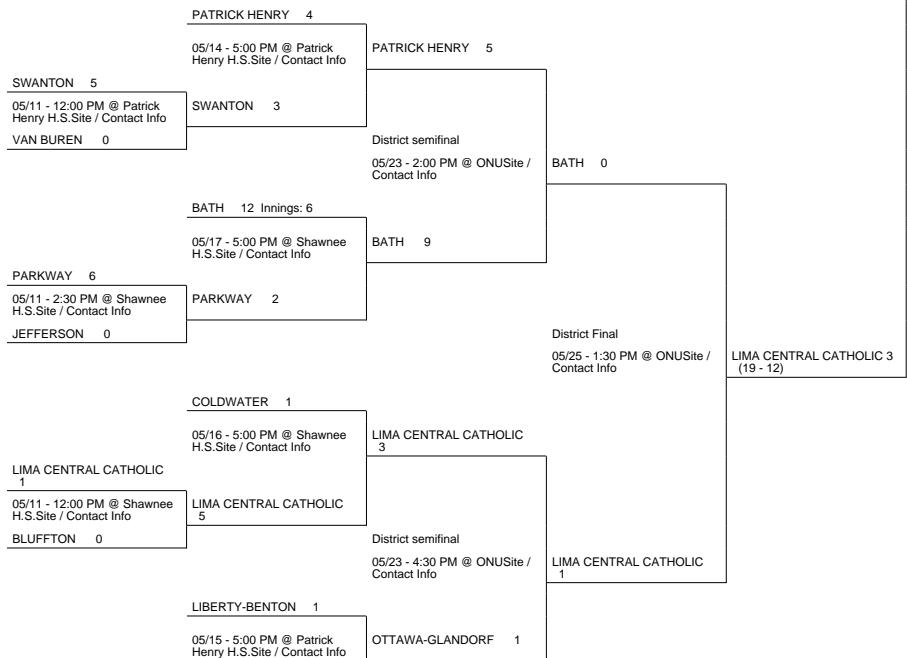 PATRICK HENRY 4
05/14 - 5:00 PM @ Patrick
Henry H.S.Site / Contact Info
PATRICK HENRY 5
SWANTON 5
05/11 - 12:00 PM @ Patrick
Henry H.S.Site / Contact Info
SWANTON 3
VAN BUREN 0
District semifinal
05/23 - 2:00 PM @ ONUSite /
Contact Info
BATH 0
BATH 12 Innings: 6
05/17 - 5:00 PM @ Shawnee
H.S.Site / Contact Info
BATH 9
PARKWAY 6
05/11 - 2:30 PM @ Shawnee
H.S.Site / Contact Info
PARKWAY 2
JEFFERSON 0
District Final
05/25 - 1:30 PM @ ONUSite /
Contact Info
LIMA CENTRAL CATHOLIC 3
(19 - 12)
COLDWATER 1
05/16 - 5:00 PM @ Shawnee
H.S.Site / Contact Info
LIMA CENTRAL CATHOLIC
3
LIMA CENTRAL CATHOLIC
1
05/11 - 12:00 PM @ Shawnee
H.S.Site / Contact Info
LIMA CENTRAL CATHOLIC
5
BLUFFTON 0
District semifinal
05/23 - 4:30 PM @ ONUSite /
Contact Info
LIMA CENTRAL CATHOLIC
1
LIBERTY-BENTON 1
05/15 - 5:00 PM @ Patrick
Henry H.S.Site / Contact Info
OTTAWA-GLANDORF 1